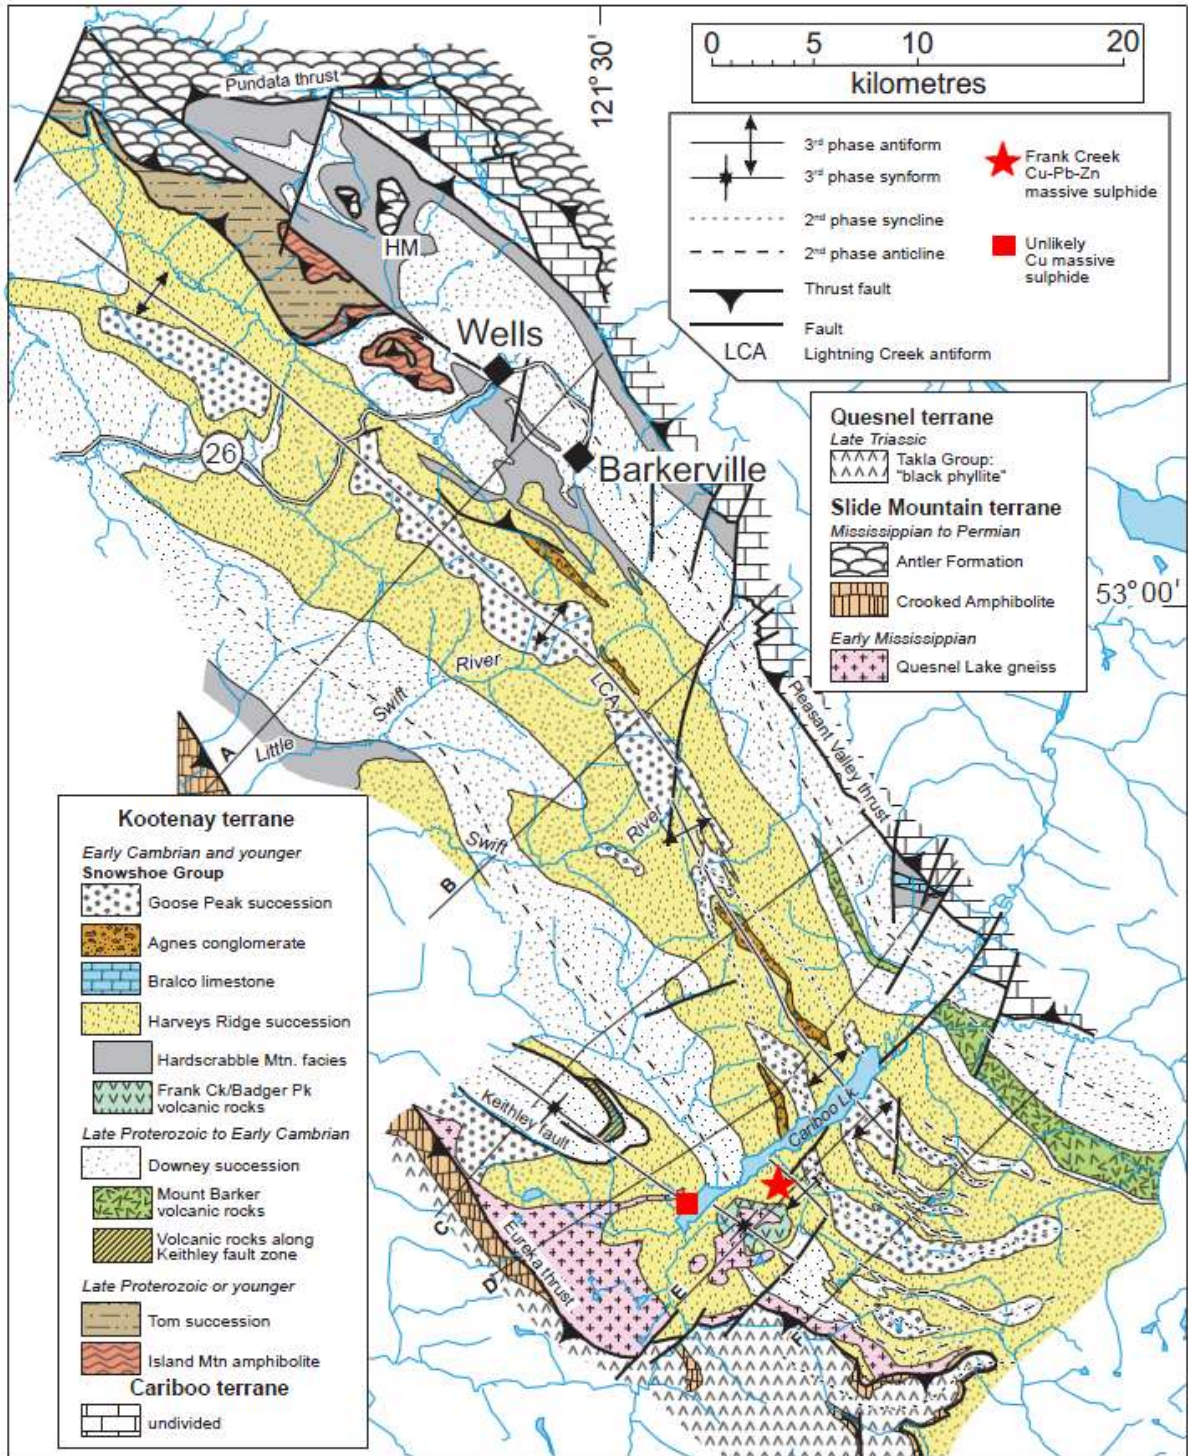 121° 30'
0 5 10 20
kilometres
3rd phase antiform
3rd phase synform
2nd phase syncline
2nd phase anticline
Thrust fault
Fault
LCA Lightning Creek antiform
Frank Creek
Cu-Pb-Zn
massive sulphide
Unlikely
Cu massive
sulphide
Quesnel terrane
Late Triassic
Takla Group:
"black phyllite"
Slide Mountain terrane
Mississippian to Permian
Antler Formation
Crooked Amphibolite
Early Mississippian
Quesnel Lake gneiss
53° 00'
Pundata thrust
HM
Wells
26
Barkerville
River
Swift
Little
LCA
A
Pleasant Valley thrust
River
Swift
B
Keithley fault
Cariboo Lk
C
Eureka thrust
D
E
F
Kootenay terrane
Early Cambrian and younger
Snowshoe Group
Goose Peak succession
Agnes conglomerate
Bralco limestone
Harveys Ridge succession
Hardscrabble Mtn. facies
Frank Ck/Badger Pk
volcanic rocks
Late Proterozoic to Early Cambrian
Downey succession
Mount Barker
volcanic rocks
Volcanic rocks along
Keithley fault zone
Late Proterozoic or younger
Tom succession
Island Mtn amphibolite
Cariboo terrane
undivided